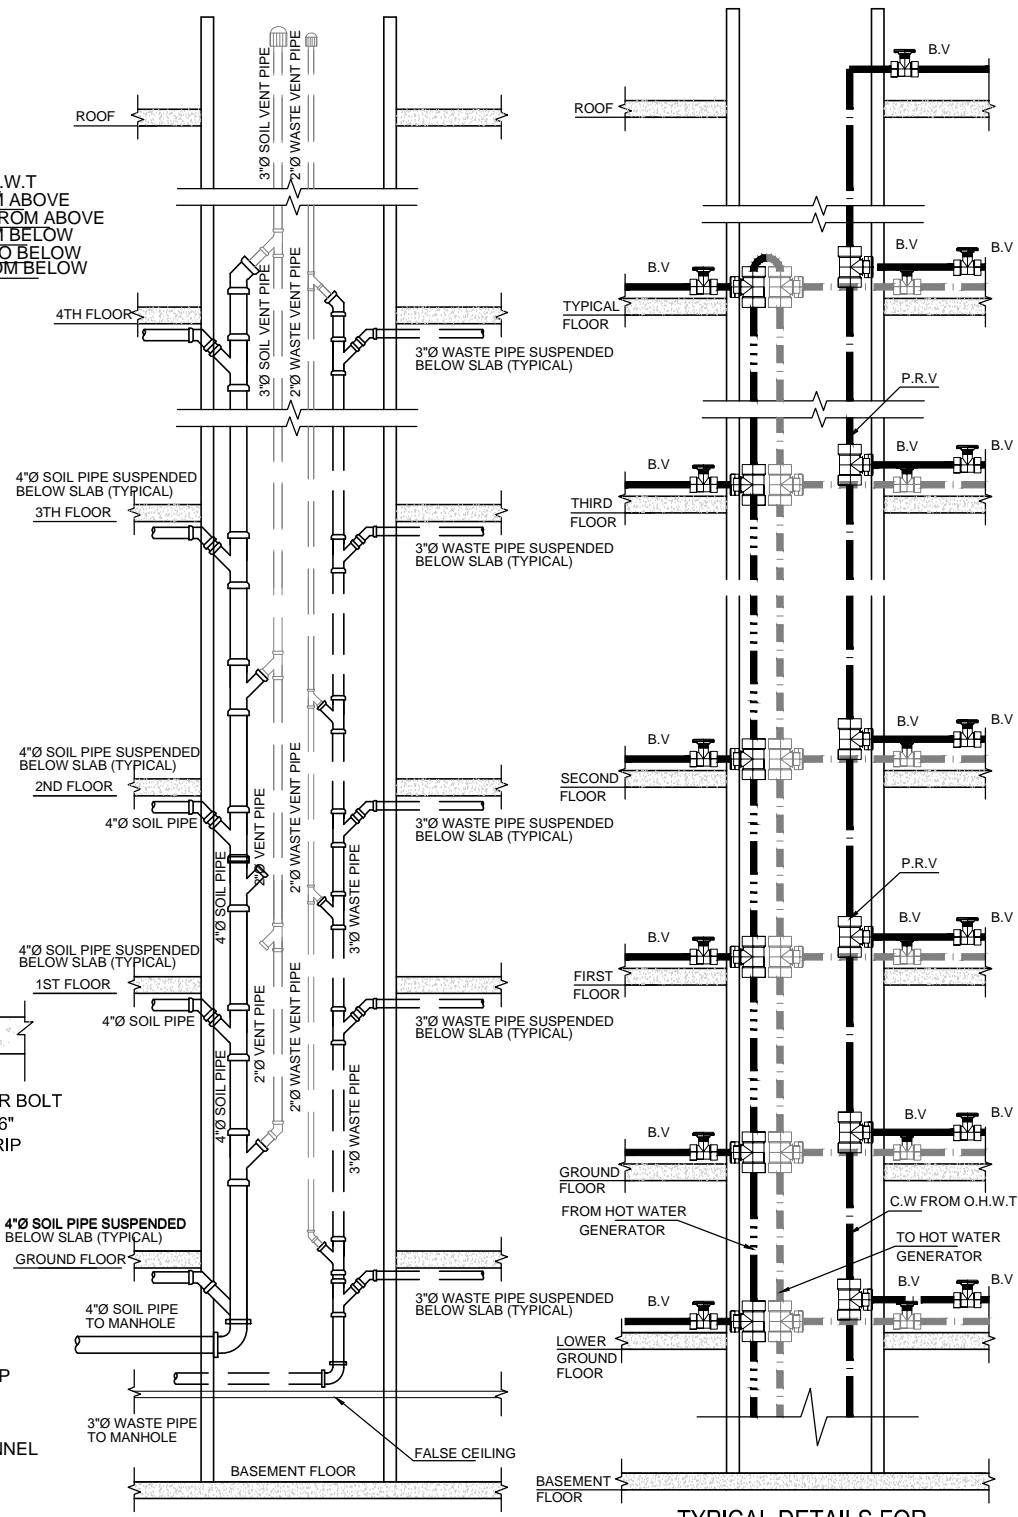 3"Ø SOIL VENT PIPE
2"Ø WASTE VENT PIPE
ROOF
.W.T
M ABOVE
FROM ABOVE
M BELOW
TO BELOW
OM BELOW
3"Ø SOIL VENT PIPE
2"Ø WASTE VENT PIPE
4TH FLOOR
3"Ø WASTE PIPE SUSPENDED
BELOW SLAB (TYPICAL)
4"Ø SOIL PIPE SUSPENDED
BELOW SLAB (TYPICAL)
3TH FLOOR
3"Ø WASTE PIPE SUSPENDED
BELOW SLAB (TYPICAL)
4"Ø SOIL PIPE SUSPENDED
BELOW SLAB (TYPICAL)
2ND FLOOR
4"Ø SOIL PIPE
3"Ø WASTE PIPE SUSPENDED
BELOW SLAB (TYPICAL)
4"Ø SOIL PIPE
2"Ø VENT PIPE
2"Ø WASTE VENT PIPE
3"Ø WASTE PIPE
4"Ø SOIL PIPE SUSPENDED
BELOW SLAB (TYPICAL)
1ST FLOOR
4"Ø SOIL PIPE
3"Ø WASTE PIPE SUSPENDED
BELOW SLAB (TYPICAL)
4"Ø SOIL PIPE
2"Ø VENT PIPE
2"Ø WASTE VENT PIPE
3"Ø WASTE PIPE
R BOLT
6"
RIP
4"Ø SOIL PIPE SUSPENDED
BELOW SLAB (TYPICAL)
GROUND FLOOR
3"Ø WASTE PIPE SUSPENDED
BELOW SLAB (TYPICAL)
4"Ø SOIL PIPE
TO MANHOLE
P
3"Ø WASTE PIPE
TO MANHOLE
NNEL
FALSE CEILING
BASEMENT FLOOR
B.V
ROOF
B.V
B.V
B.V
TYPICAL
FLOOR
P.R.V
B.V
B.V
B.V
THIRD
FLOOR
B.V
B.V
B.V
SECOND
FLOOR
P.R.V
B.V
B.V
B.V
FIRST
FLOOR
B.V
B.V
B.V
GROUND
FLOOR
FROM HOT WATER
GENERATOR
C.W FROM O.H.W.T
TO HOT WATER
GENERATOR
B.V
B.V
B.V
LOWER
GROUND
FLOOR
BASEMENT
FLOOR
TYPICAL DETAILS FOR